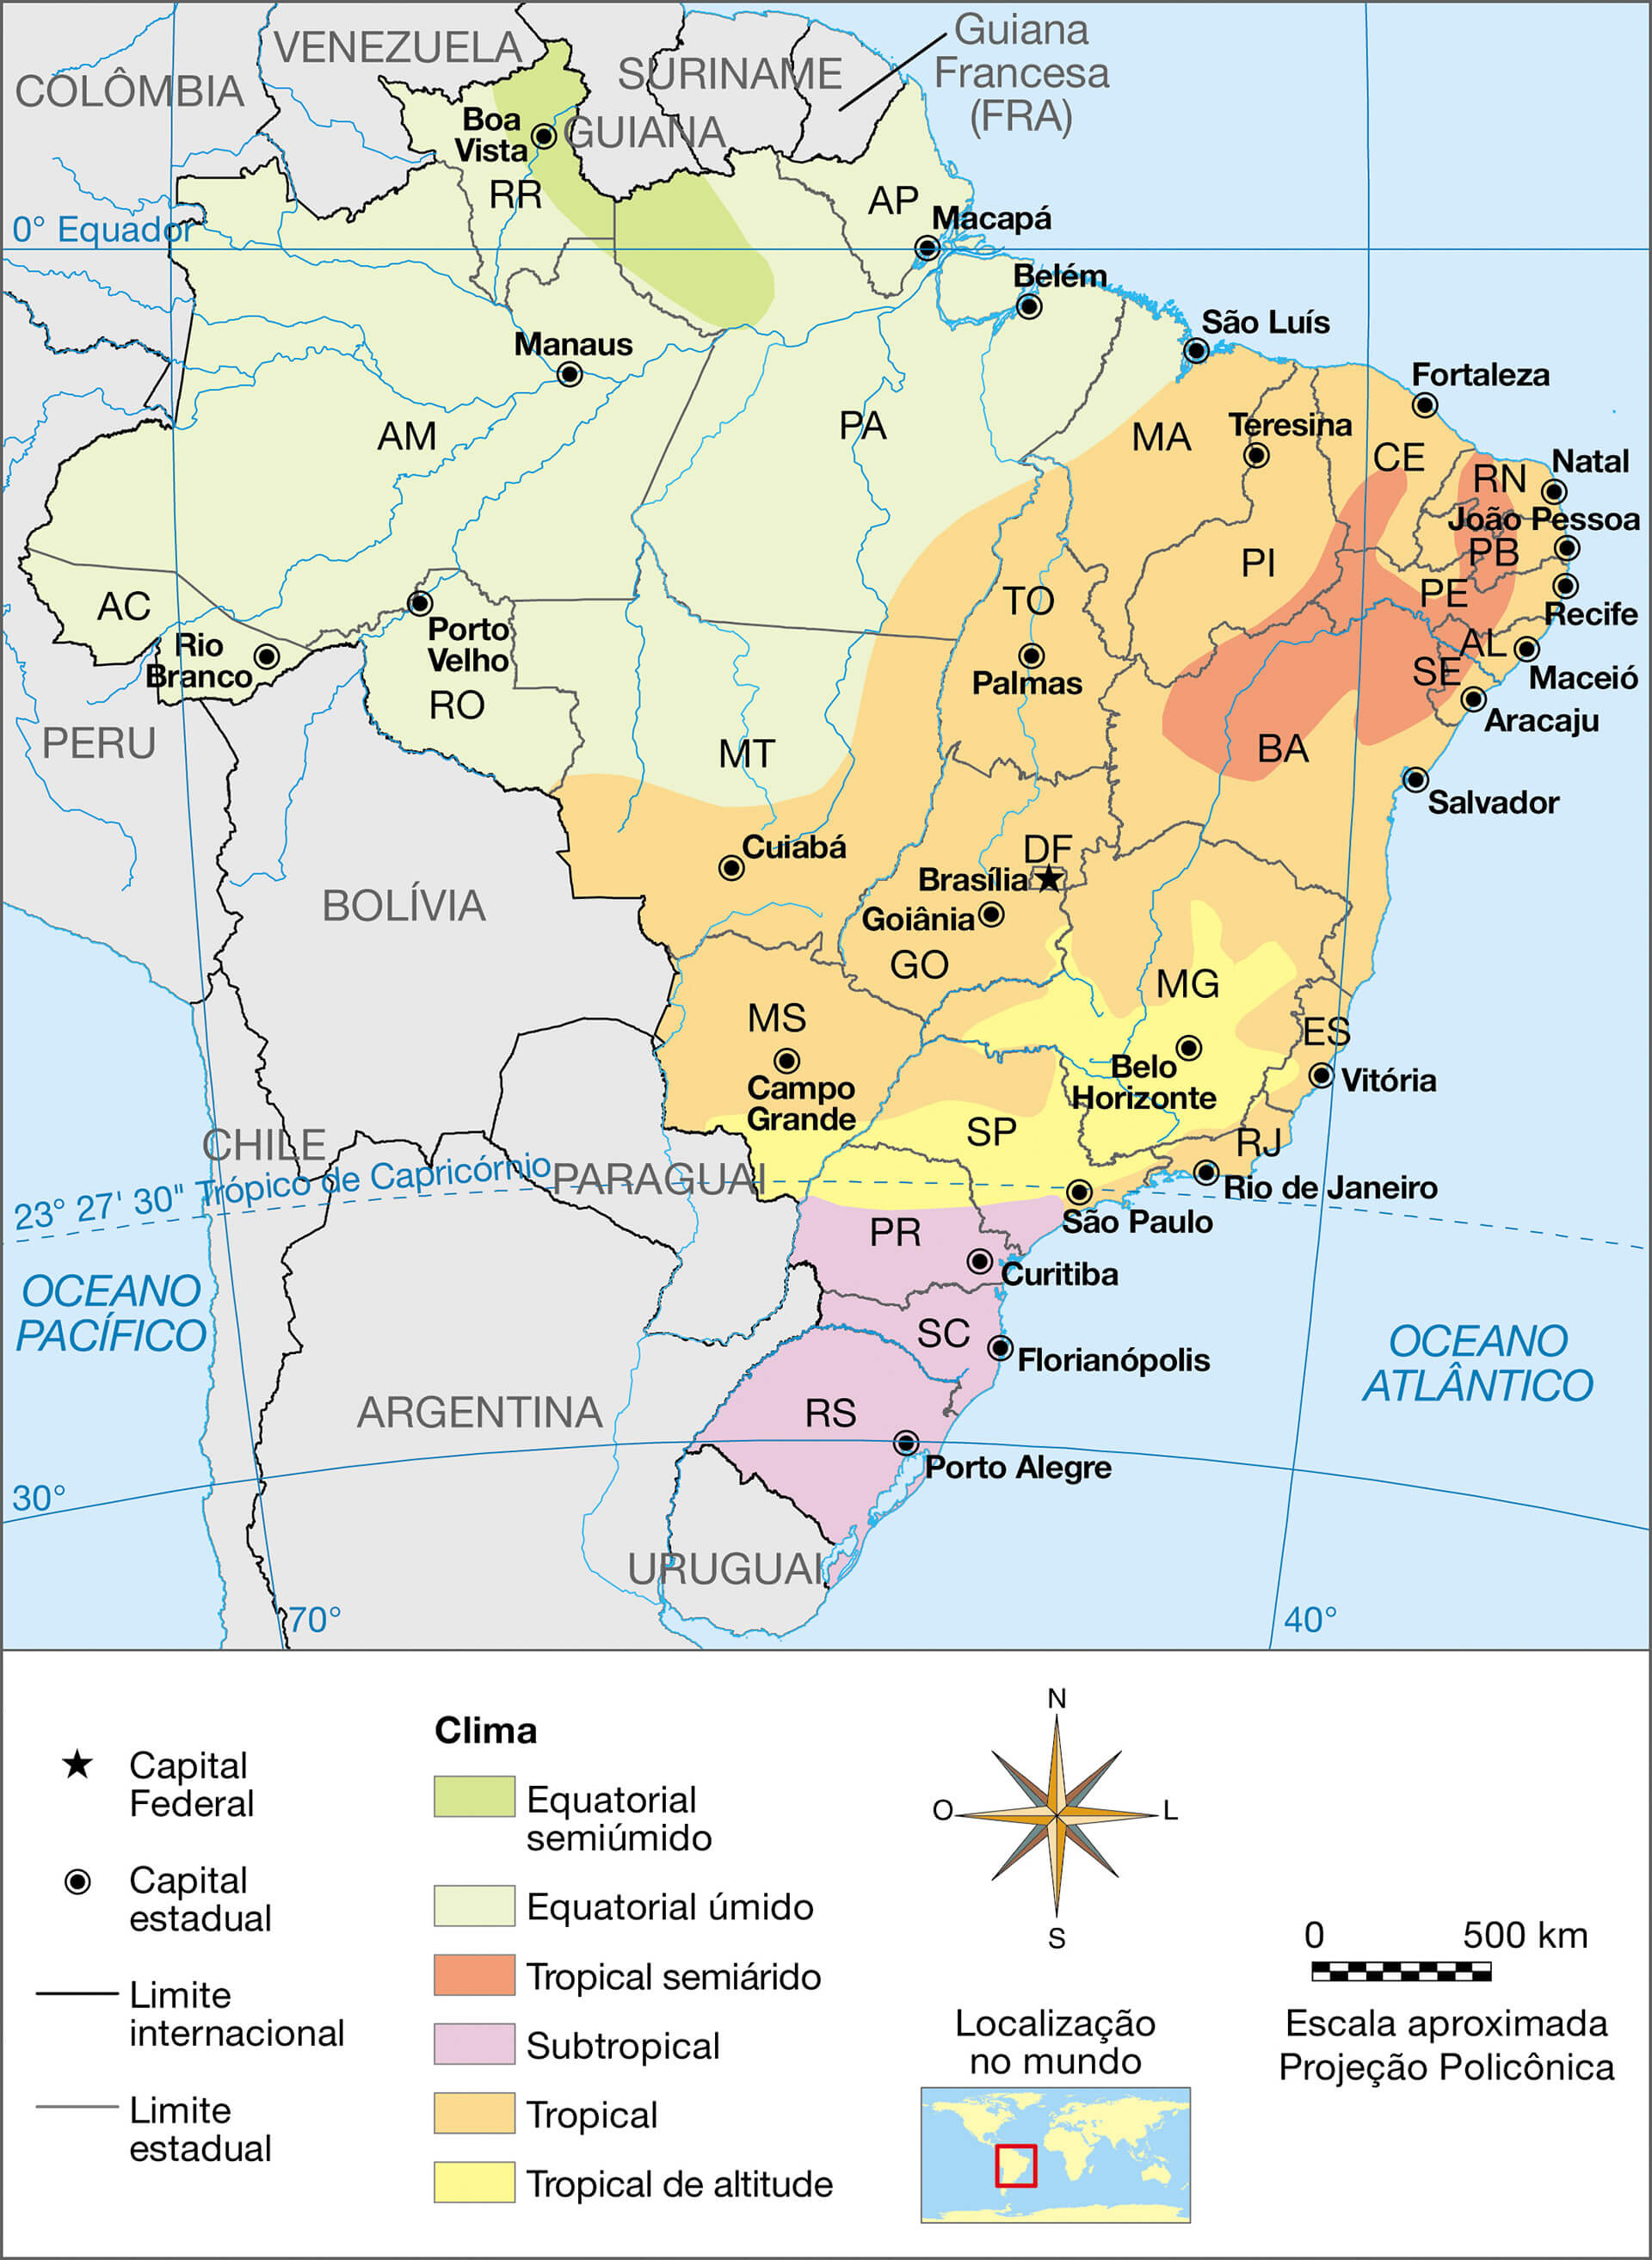 COLÔMBIA
VENEZUELA
SURINAME
Guiana
Francesa
(FRA)
GUIANA
Boa
Vista
RR
AP
Macapá
0° Equador
Belém
São Luís
Manaus
Fortaleza
AM
PA
MA
Teresina
CE
RN
Natal
João Pessoa
PB
PI
AC
TO
PE
Recife
Rio
Branco
Porto
Velho
RO
Palmas
AL
SE
Maceió
Aracaju
PERU
MT
BA
Salvador
Cuiabá
DF
Brasília
Goiânia
GO
BOLÍVIA
MG
MS
ES
Campo
Grande
Belo
Horizonte
Vitória
CHILE
SP
RJ
23° 27' 30" Trópico de Capricórnio
PARAGUAI
Rio de Janeiro
São Paulo
PR
Curitiba
OCEANO
PACÍFICO
SC
Florianópolis
OCEANO
ATLÂNTICO
ARGENTINA
RS
Porto Alegre
30°
URUGUAI
70°
40°
Capital
Federal
Capital
estadual
Limite
internacional
Limite
estadual
Clima
Equatorial
semiúmido
Equatorial úmido
Tropical semiárido
Subtropical
Tropical
Tropical de altitude
N
O
L
S
Localização
no mundo
0 500 km
Escala aproximada
Projeção Policônica